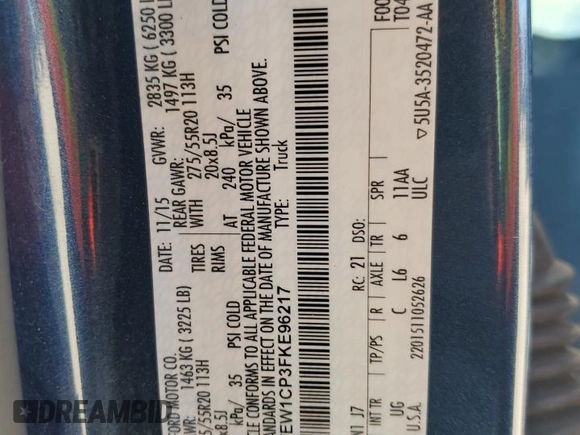 FORD MOTOR CO.
DATE: 11/15
GVWR: 2835 KG ( 6250
1463 KG ( 3225 LB)
REAR GAWR: 1497 KG ( 3300
5/55R20 113H
TIRES
WITH
275/55R20 113H
x8.5J
RIMS
20x8.5J
35 PSI COLD
AT 240 kPa/ 35 PSI COLD
CONFORMS TO ALL APPLICABLE FEDERAL MOTOR VEHICLE
STANDARDS IN EFFECT ON THE DATE OF MANUFACTURE SHOWN ABOVE.
EW1CP3FKE96217
TYPE: Truck
J7
RC: 21 DSO:
FOC
INT TR TP/PS R AXLE TR SPR
T04
UG C L6 6 11AA
U.S.A. 2201511052626 ULC
▽5U5A-3520472-AA
DREAMBID